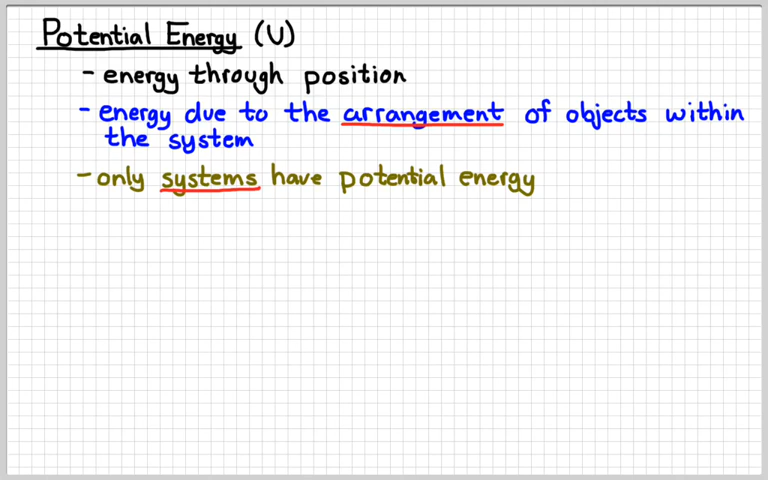 Potential Energy (U)
- energy through position
- energy due to the arrangement of objects within
the system
- only systems have potential energy